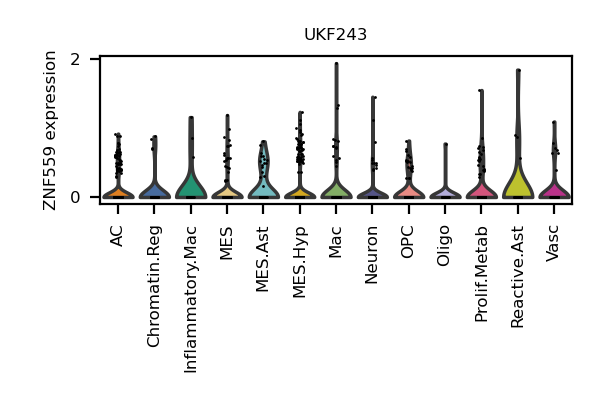 UKF243
ZNF559 expression
2
0
AC
Chromatin.Reg
Inflammatory.Mac
MES
MES.Ast
MES.Hyp
Mac
Neuron
OPC
Oligo
Prolif.Metab
Reactive.Ast
Vasc